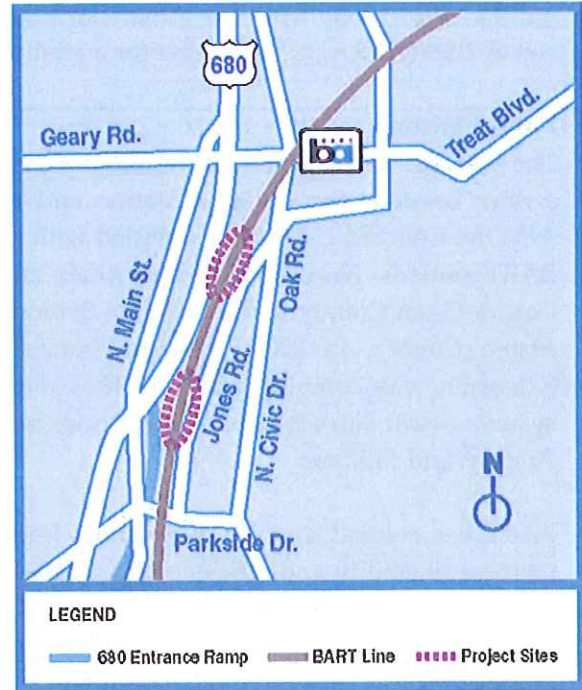 680
Geary Rd.
ba
Treat Blvd.
N. Main St.
Oak Rd.
Jones Rd.
N. Civic Dr.
N
Parkside Dr.
LEGEND
680 Entrance Ramp BART Line Project Sites